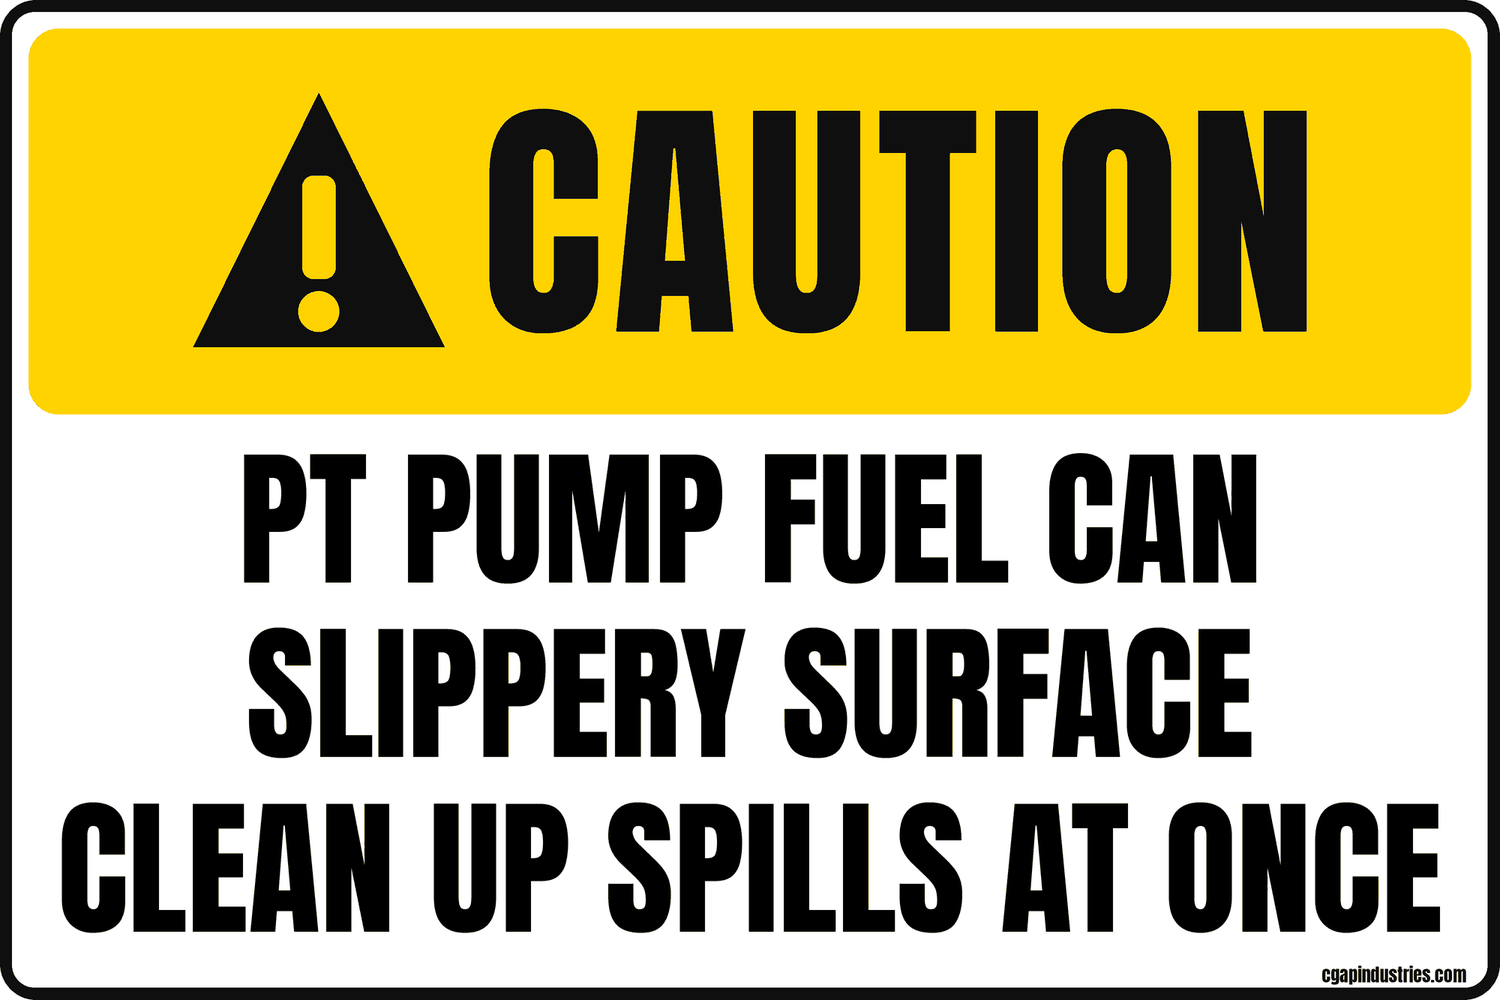 CAUTION
PT PUMP FUEL CAN
SLIPPERY SURFACE
CLEAN UP SPILLS AT ONCE
cgapindustries.com